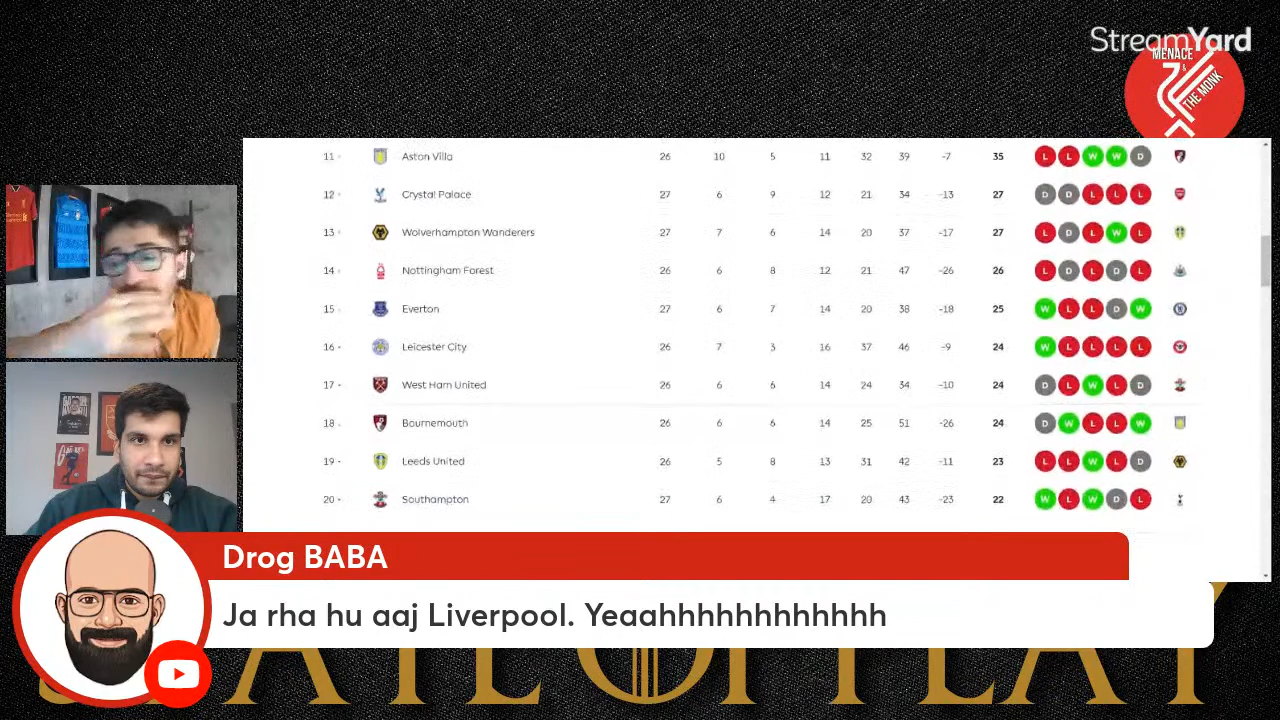 StreamYard
MENACE
&
THE MONK
11 Aston Villa 26 10 5 11 32 39 -7 35 L L W W D
12 Crystal Palace 27 6 9 12 21 34 -13 27 D D L L L
13 Wolverhampton Wanderers 27 7 6 14 20 37 -17 27 L D L W L
14 Nottingham Forest 26 6 8 12 21 47 -26 26 L D L D L
15 Everton 27 6 7 14 20 38 -18 25 W L L D W
16 Leicester City 26 7 3 16 37 46 -9 24 W L L L L
17 West Ham United 26 6 6 14 24 34 -10 24 D L W L D
18 Bournemouth 26 6 6 14 25 51 -26 24 D W L L W
19 Leeds United 26 5 8 13 31 42 -11 23 L L W L D
20 Southampton 27 6 4 17 20 43 -23 22 W L W D L
Drog BABA
Ja rha hu aaj Liverpool. Yeaahhhhhhhhhhhh